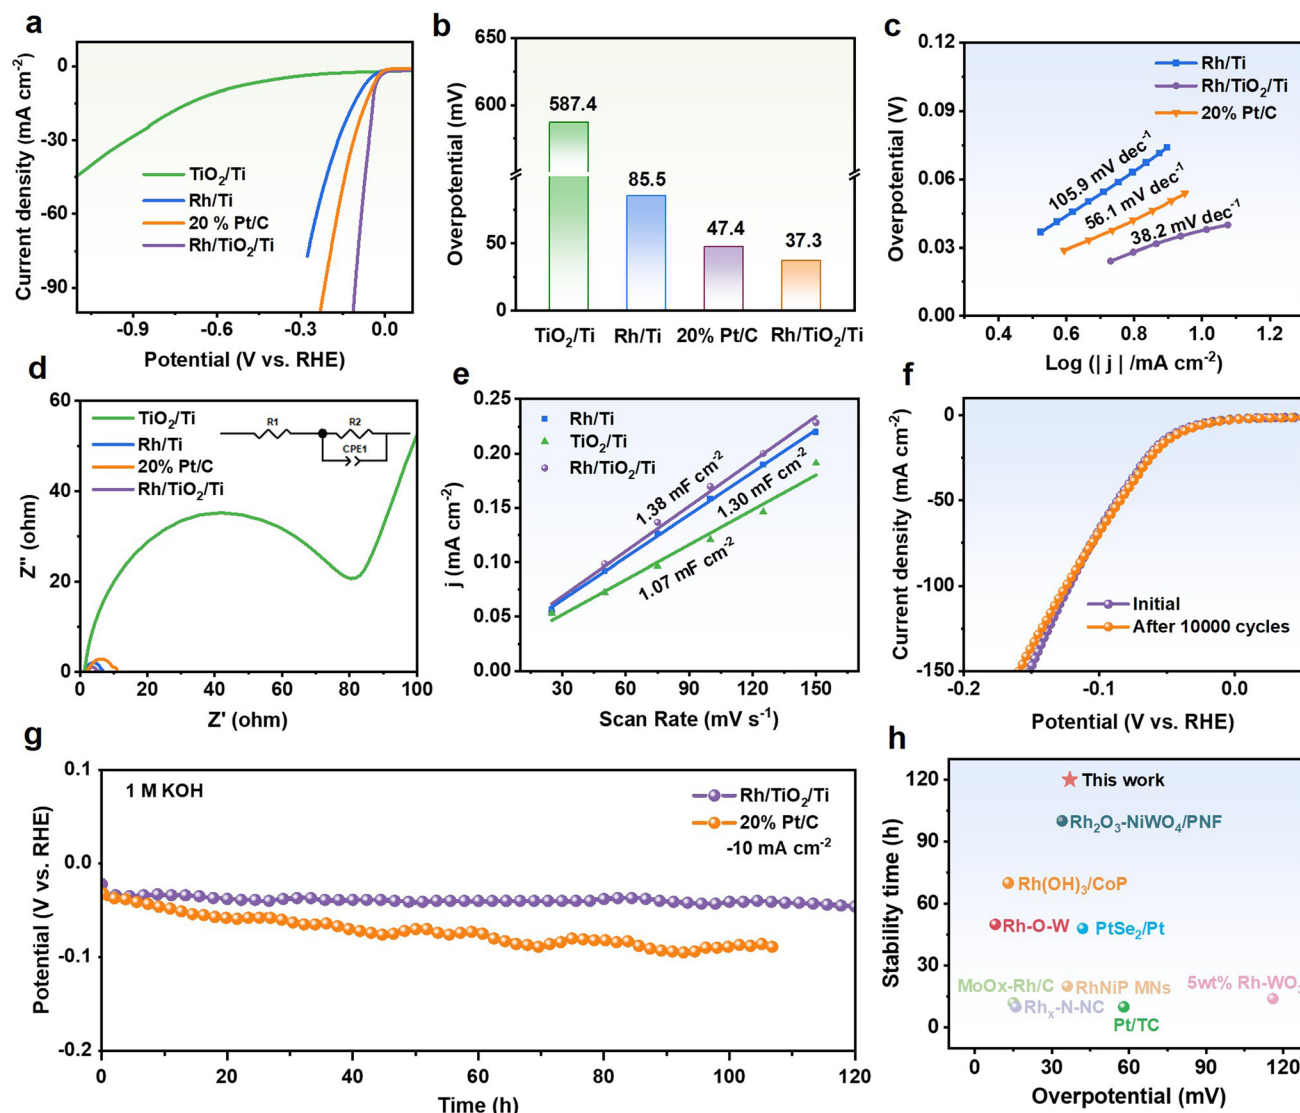 a
Current density (mA cm⁻²)
0
-30
-60
-90
TiO₂/Ti
Rh/Ti
20 % Pt/C
Rh/TiO₂/Ti
-0.9
-0.6
-0.3
0.0
Potential (V vs. RHE)
b
Overpotential (mV)
650
600
50
0
587.4
85.5
47.4
37.3
TiO₂/Ti
Rh/Ti
20% Pt/C
Rh/TiO₂/Ti
c
Overpotential (V)
0.12
0.09
0.06
0.03
0.00
Rh/Ti
Rh/TiO₂/Ti
20% Pt/C
105.9 mV dec⁻¹
56.1 mV dec⁻¹
38.2 mV dec⁻¹
0.4
0.6
0.8
1.0
1.2
Log (| j | /mA cm⁻²)
d
Z" (ohm)
60
40
20
0
TiO₂/Ti
Rh/Ti
20% Pt/C
Rh/TiO₂/Ti
R1
R2
CPE1
0
20
40
60
80
100
Z' (ohm)
e
j (mA cm⁻²)
0.25
0.20
0.15
0.10
0.05
0.00
Rh/Ti
TiO₂/Ti
Rh/TiO₂/Ti
1.38 mF cm⁻²
1.30 mF cm⁻²
1.07 mF cm⁻²
30
60
90
120
150
Scan Rate (mV s⁻¹)
f
Current density (mA cm⁻²)
0
-50
-100
-150
Initial
After 10000 cycles
-0.2
-0.1
0.0
Potential (V vs. RHE)
g
Potential (V vs. RHE)
0.1
0.0
-0.1
-0.2
1 M KOH
Rh/TiO₂/Ti
20% Pt/C
-10 mA cm⁻²
0
20
40
60
80
100
120
Time (h)
h
Stability time (h)
120
90
60
30
0
This work
Rh₂O₃-NiWO₄/PNF
Rh(OH)₃/CoP
Rh-O-W
PtSe₂/Pt
MoOx-Rh/C
RhNiP MNs
5wt% Rh-WO₃
Rhₓ-N-NC
Pt/TC
0
30
60
90
120
Overpotential (mV)